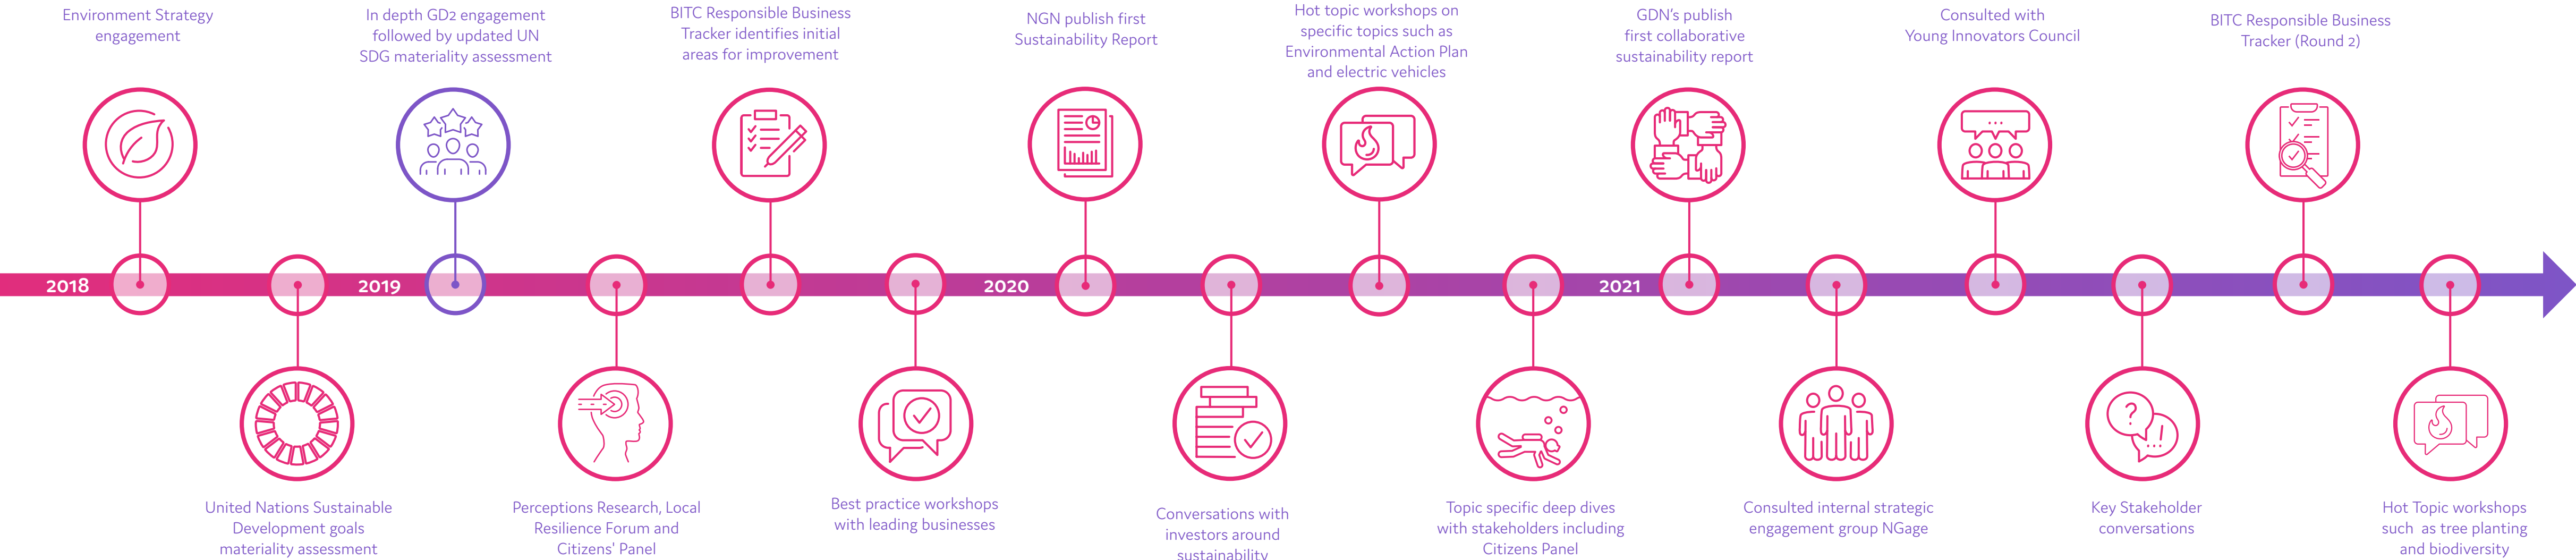 Environment Strategy
engagement
In depth GD2 engagement
followed by updated UN
SDG materiality assessment
BITC Responsible Business
Tracker identifies initial
areas for improvement
NGN publish first
Sustainability Report
Hot topic workshops on
specific topics such as
Environmental Action Plan
and electric vehicles
GDN's publish
first collaborative
sustainability report
Consulted with
Young Innovators Council
BITC Responsible Business
Tracker (Round 2)
2018
2019
2020
2021
United Nations Sustainable
Development goals
materiality assessment
Perceptions Research, Local
Resilience Forum and
Citizens' Panel
Best practice workshops
with leading businesses
Conversations with
investors around
sustainability
Topic specific deep dives
with stakeholders including
Citizens Panel
Consulted internal strategic
engagement group NGage
?
!
Key Stakeholder
conversations
Hot Topic workshops
such as tree planting
and biodiversity